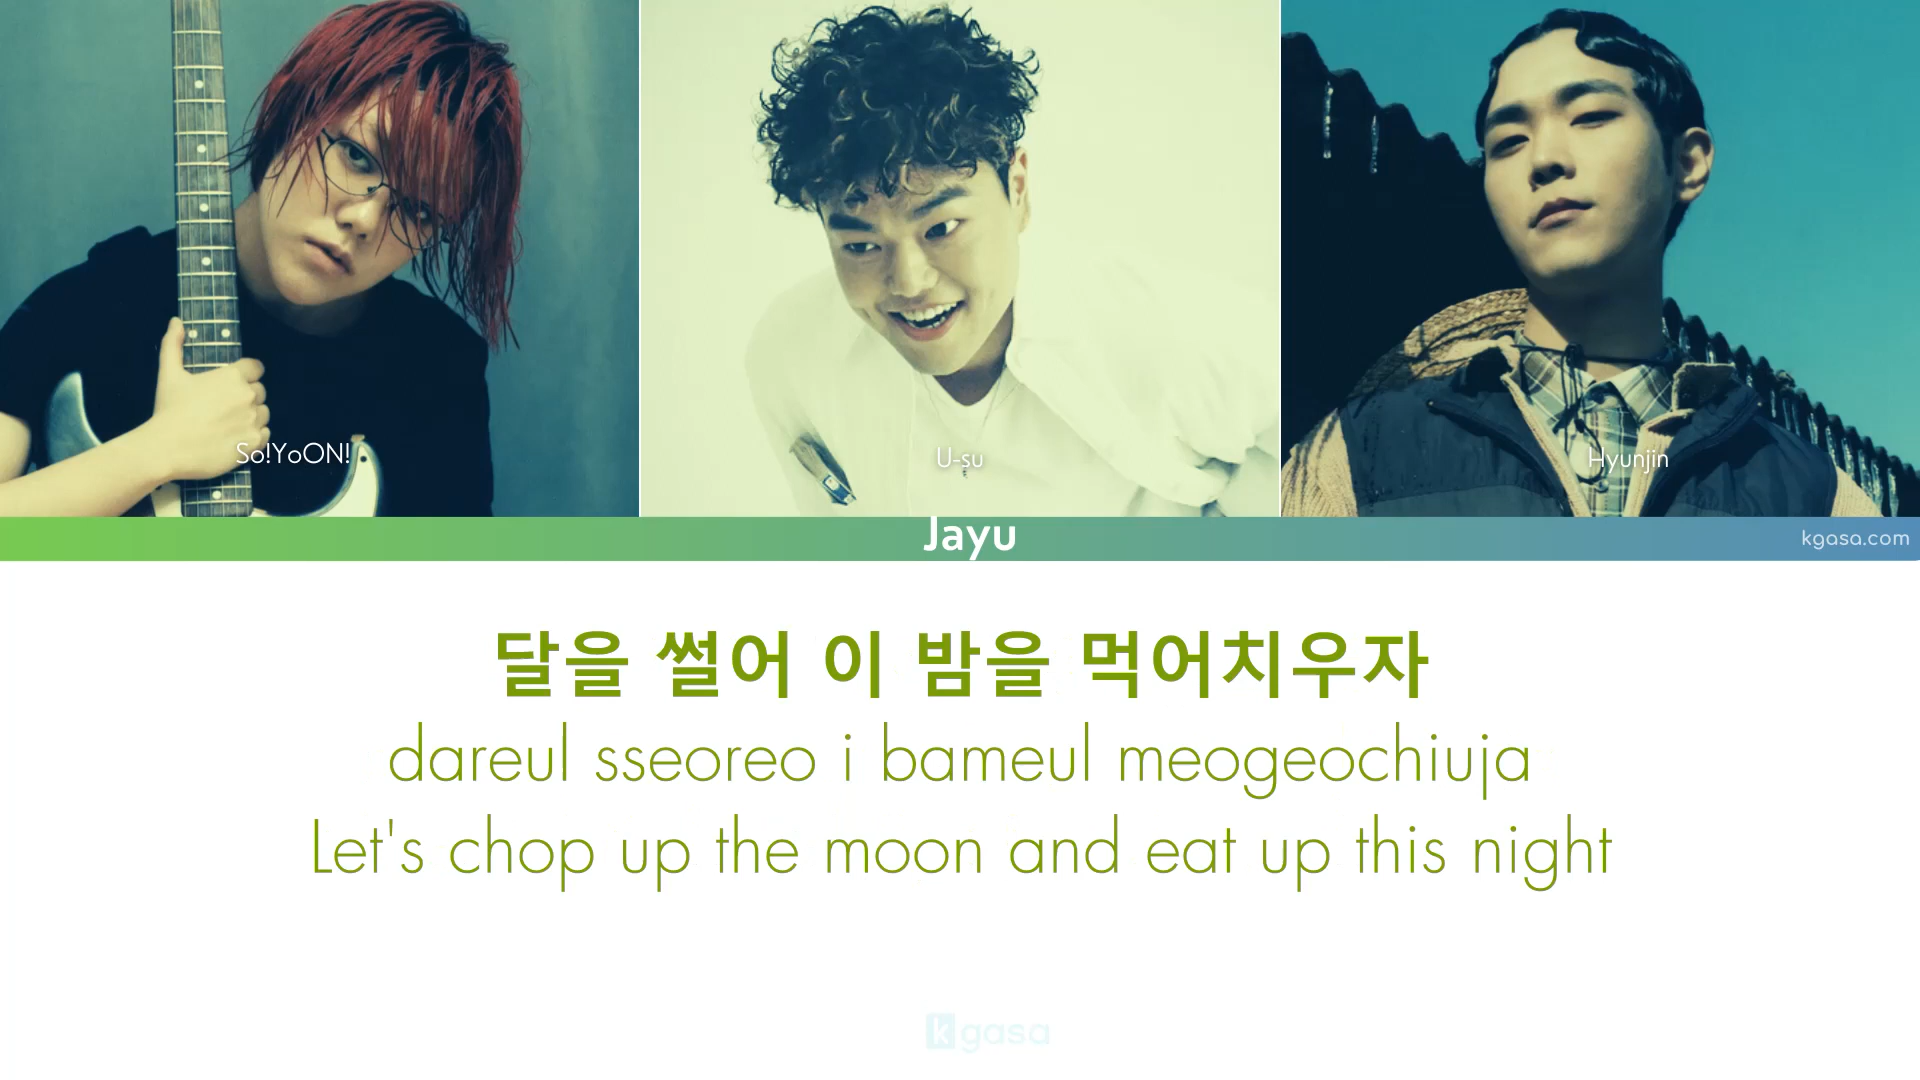 So!YoON!
U-su
Hyunjin
Jayu
kgasa.com
달을 썰어 이 밤을 먹어치우자
dareul sseoreo i bameul meogeochiuja
Let's chop up the moon and eat up this night
kgasa